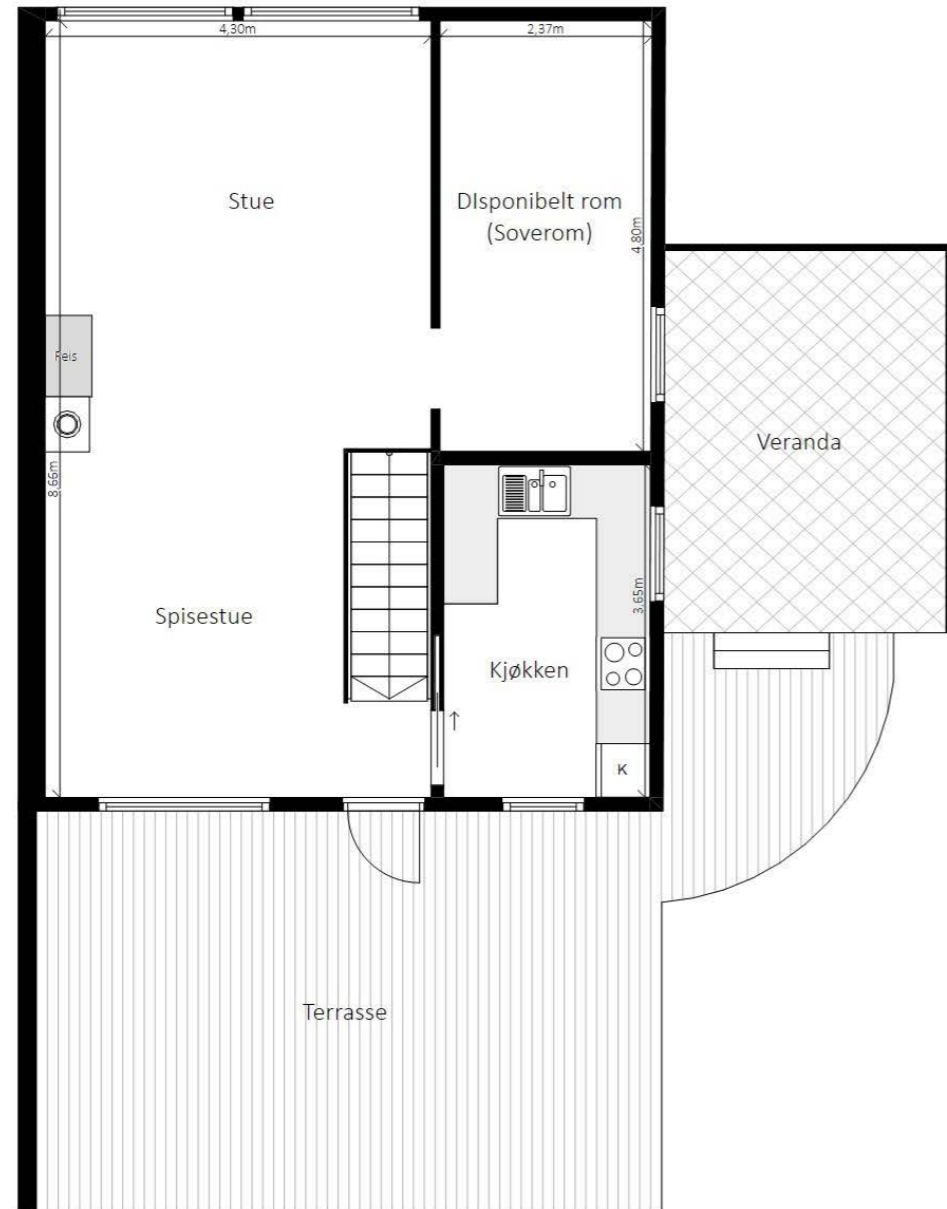 4,30m
2,37m
Stue
DIsponibelt rom
(Soverom)
4.80m
Peis
Veranda
8.66m
3.65m
Spisestue
Kjøkken
K
Terrasse